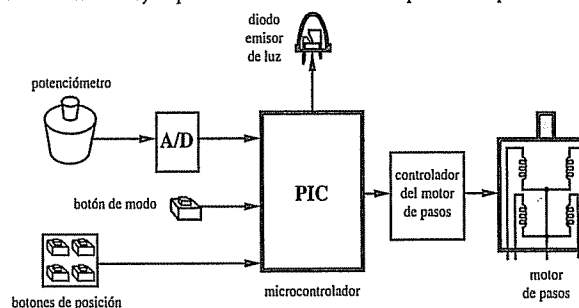 diodo
emisor
de luz
potenciómetro
A/D
botón de modo
PIC
controlador
del motor
de pasos
botones de posición
microcontrolador
motor
de pasos